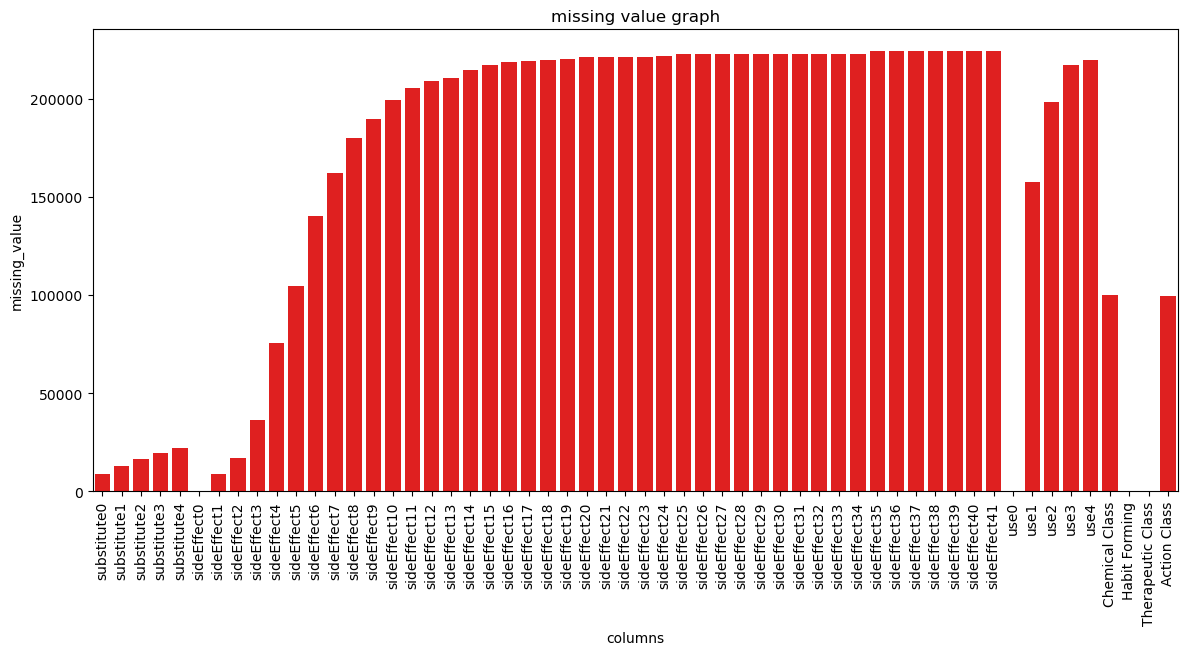 missing value graph
missing_value
200000
150000
100000
50000
0
substitute0
substitute1
substitute2
substitute3
substitute4
sideEffect0
sideEffect1
sideEffect2
sideEffect3
sideEffect4
sideEffect5
sideEffect6
sideEffect7
sideEffect8
sideEffect9
sideEffect10
sideEffect11
sideEffect12
sideEffect13
sideEffect14
sideEffect15
sideEffect16
sideEffect17
sideEffect18
sideEffect19
sideEffect20
sideEffect21
sideEffect22
sideEffect23
sideEffect24
sideEffect25
sideEffect26
sideEffect27
sideEffect28
sideEffect29
sideEffect30
sideEffect31
sideEffect32
sideEffect33
sideEffect34
sideEffect35
sideEffect36
sideEffect37
sideEffect38
sideEffect39
sideEffect40
sideEffect41
use0
use1
use2
use3
use4
Chemical Class
Habit Forming
Therapeutic Class
Action Class
columns